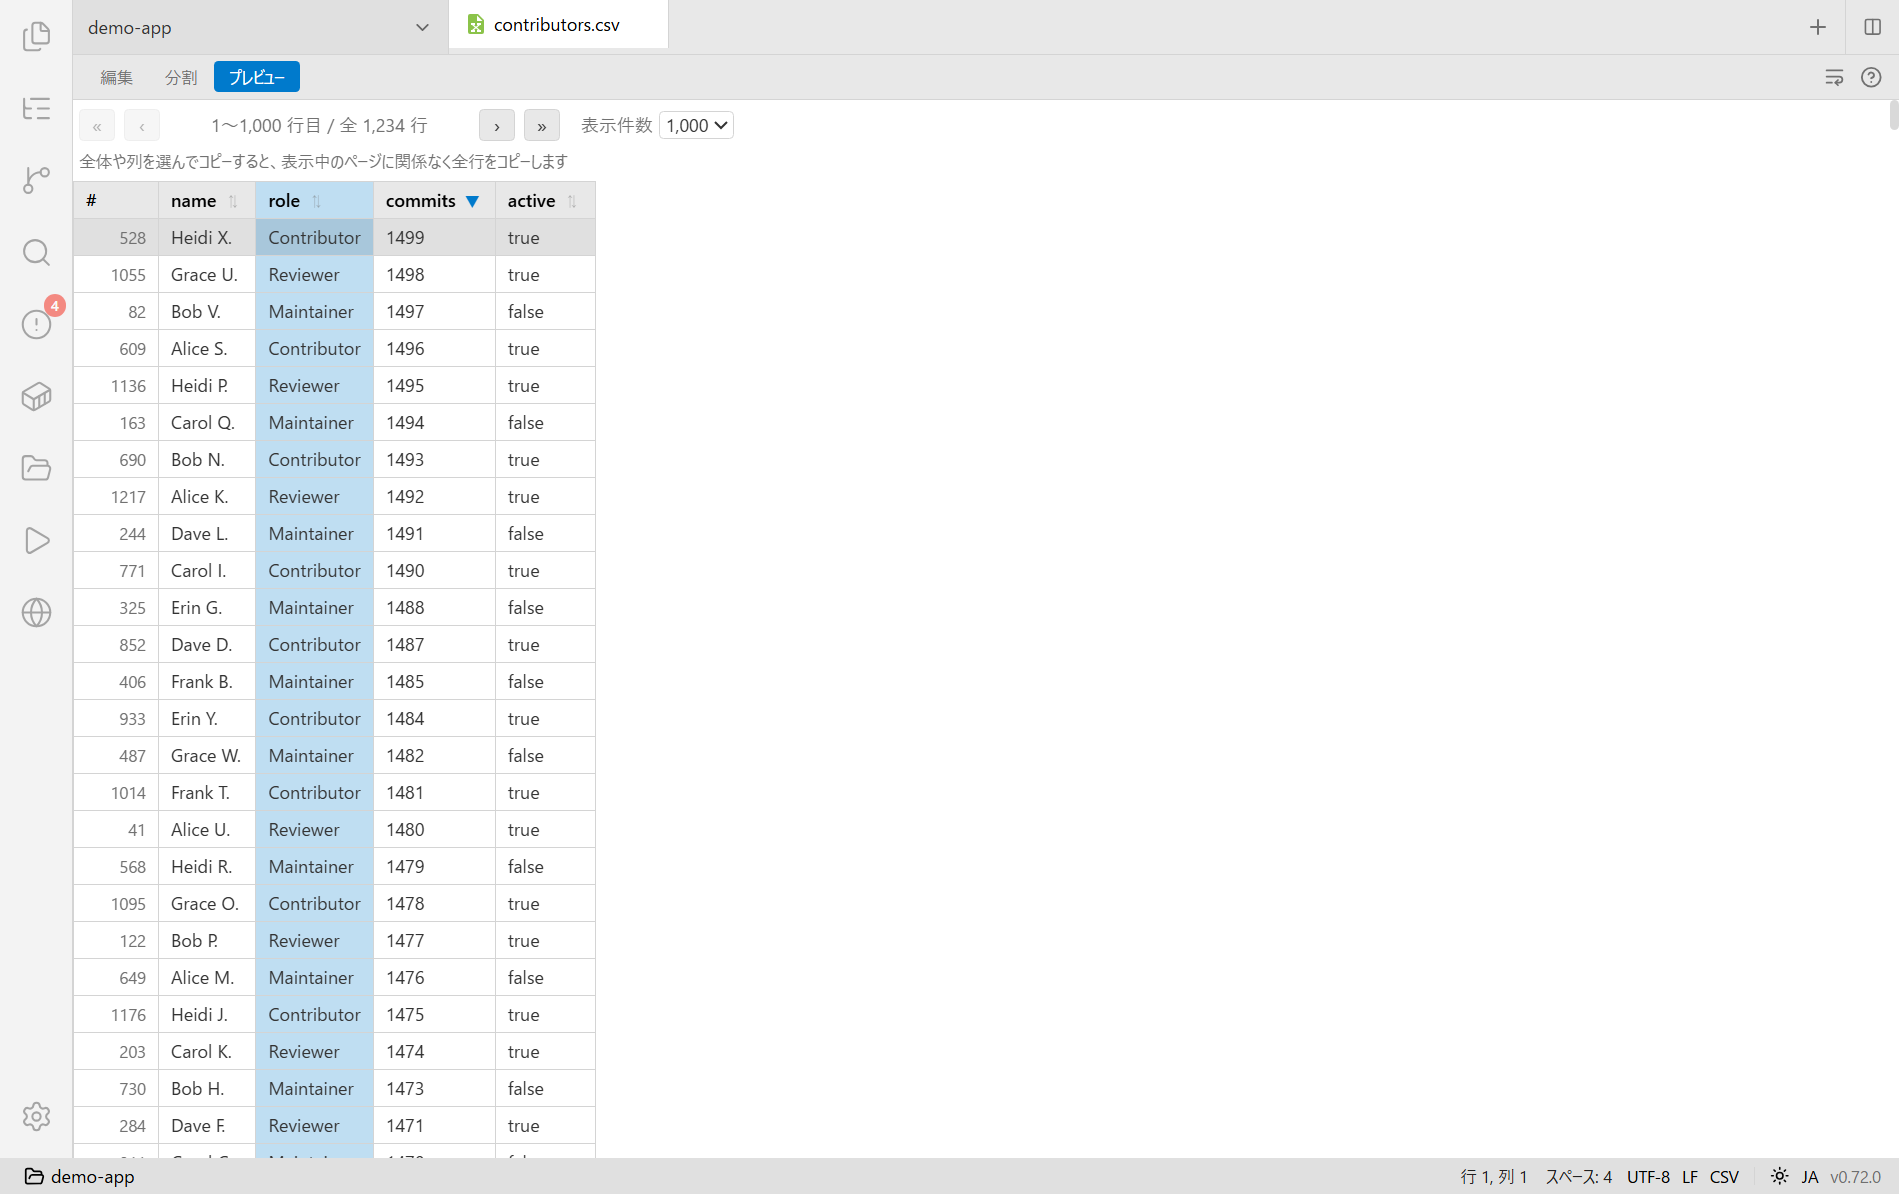 demo-app
contributors.csv
編集 分割 プレビュー
« ‹ 1～1,000 行目 / 全 1,234 行 › » 表示件数 1,000
全体や列を選んでコピーすると、表示中のページに関係なく全行をコピーします
# name role commits active
528 Heidi X. Contributor 1499 true
1055 Grace U. Reviewer 1498 true
82 Bob V. Maintainer 1497 false
609 Alice S. Contributor 1496 true
1136 Heidi P. Reviewer 1495 true
163 Carol Q. Maintainer 1494 false
690 Bob N. Contributor 1493 true
1217 Alice K. Reviewer 1492 true
244 Dave L. Maintainer 1491 false
771 Carol I. Contributor 1490 true
325 Erin G. Maintainer 1488 false
852 Dave D. Contributor 1487 true
406 Frank B. Maintainer 1485 false
933 Erin Y. Contributor 1484 true
487 Grace W. Maintainer 1482 false
1014 Frank T. Contributor 1481 true
41 Alice U. Reviewer 1480 true
568 Heidi R. Maintainer 1479 false
1095 Grace O. Contributor 1478 true
122 Bob P. Reviewer 1477 true
649 Alice M. Maintainer 1476 false
1176 Heidi J. Contributor 1475 true
203 Carol K. Reviewer 1474 true
730 Bob H. Maintainer 1473 false
284 Dave F. Reviewer 1471 true
4
demo-app
行 1, 列 1 スペース: 4 UTF-8 LF CSV JA v0.72.0